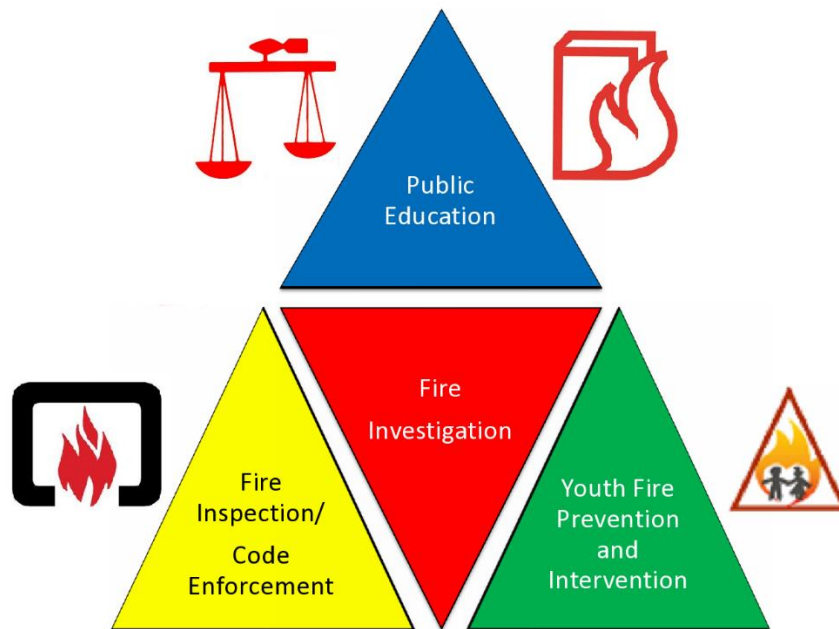 Public
Education
Fire
Investigation
Fire
Inspection/
Code
Enforcement
Youth Fire
Prevention
and
Intervention